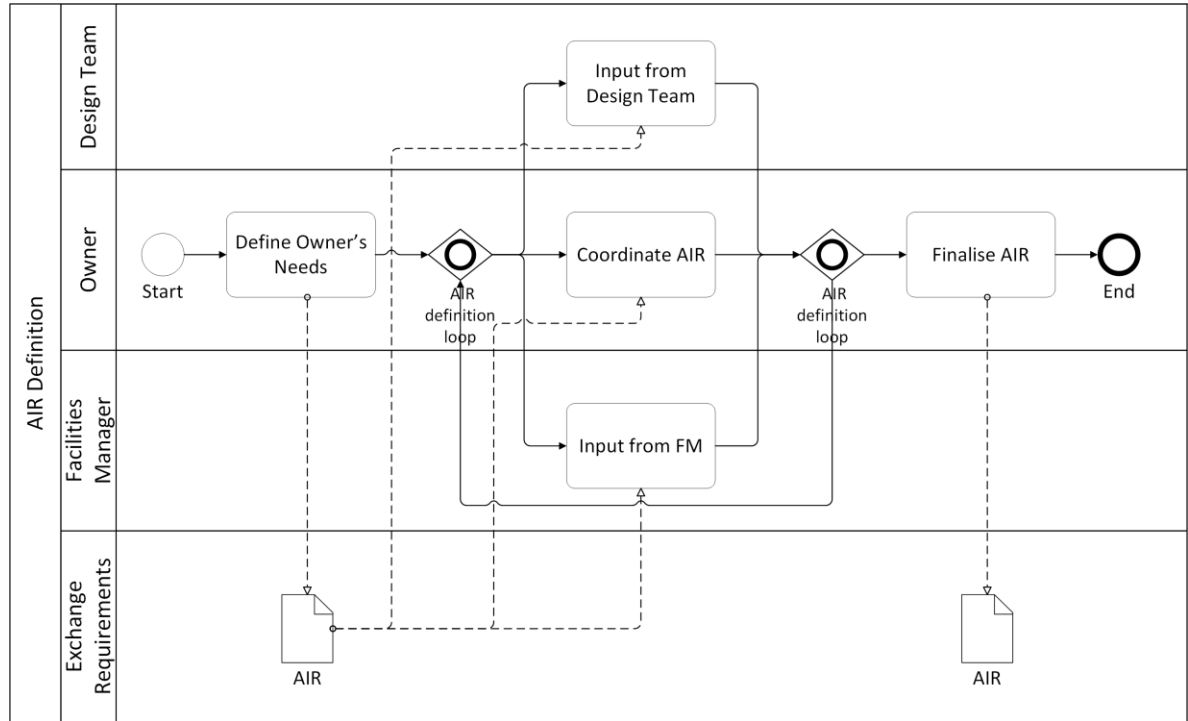 AIR Definition
Design Team
Input from
Design Team
Owner
Start
Define Owner's
Needs
AIR
definition
loop
Coordinate AIR
AIR
definition
loop
Finalise AIR
End
Facilities
Manager
Input from FM
Exchange
Requirements
AIR
AIR